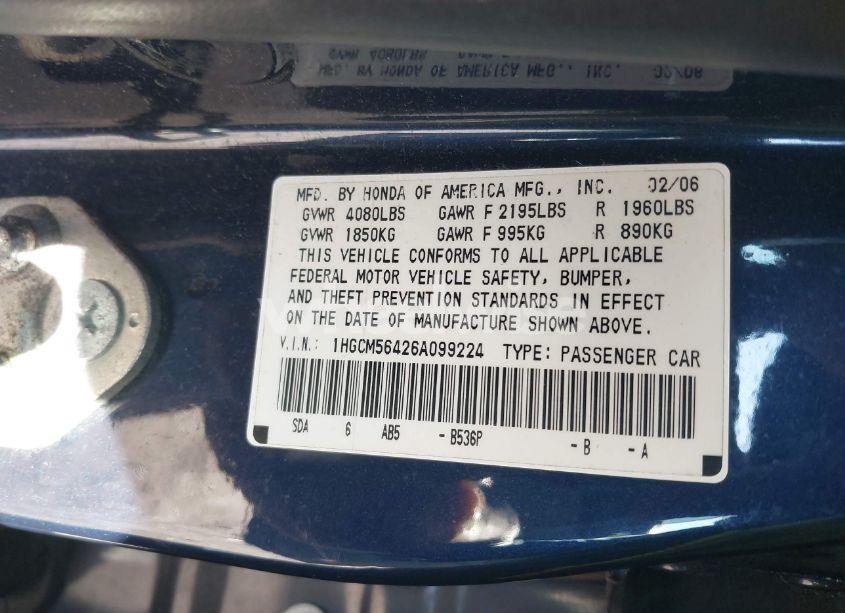 MFD. BY HONDA OF AMERICA MFG., INC. 02/06
GVWR 4080LBS GAWR F 2195LBS R 1960LBS
GVWR 1850KG GAWR F 995KG R 890KG
THIS VEHICLE CONFORMS TO ALL APPLICABLE
FEDERAL MOTOR VEHICLE SAFETY, BUMPER,
AND THEFT PREVENTION STANDARDS IN EFFECT
ON THE DATE OF MANUFACTURE SHOWN ABOVE.
V.I.N.: 1HGCM56426A099224 TYPE: PASSENGER CAR
SDA 6 AB5 - B536P - B - A